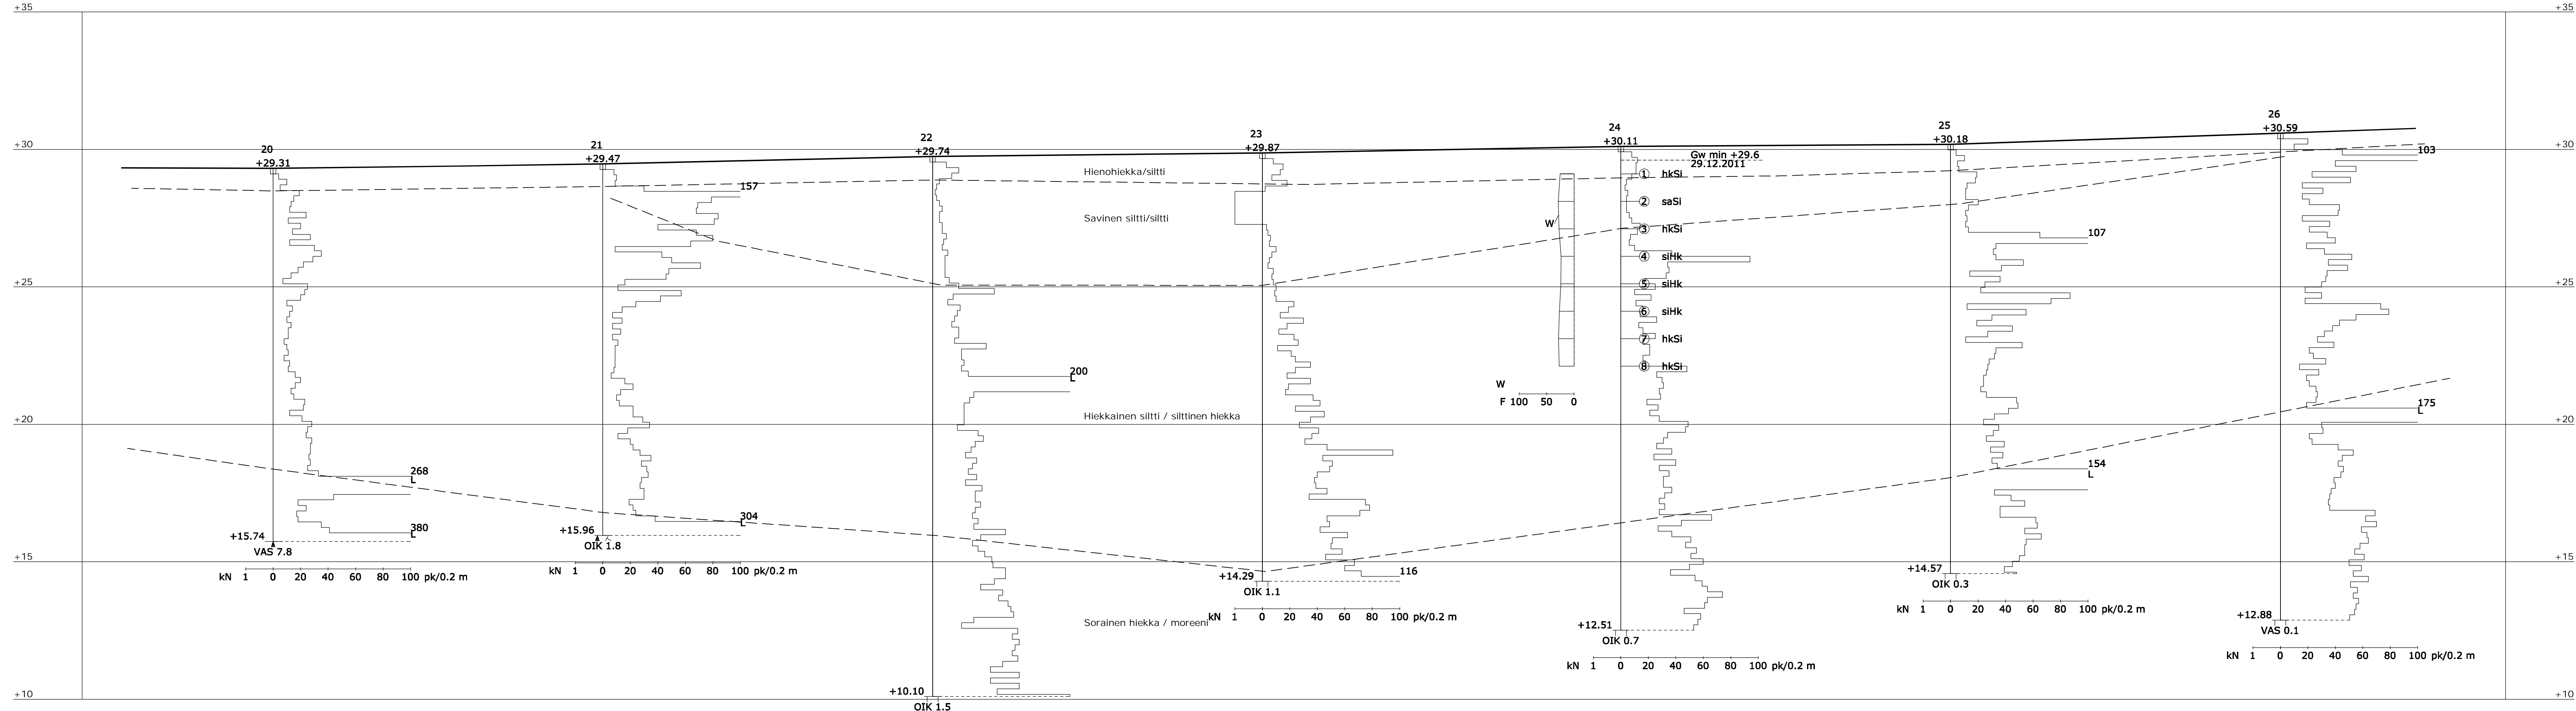 +35 +35
26
+30.59
24
+30.11
25
+30.18
23
+29.87
22
+29.74
21
+29.47
20
+29.31
+30 +30
Gw min +29.6
29.12.2011
103
Hienohiekka/siltti
1 hkSi
157
2 saSi
Savinen siltti/siltti
W
3 hkSi
107
4 siHk
+25 +25
5 siHk
6 siHk
7 hkSi
8 hkSi
200
L
W
F 100 50 0
175
L
Hiekkainen siltti / silttinen hiekka
+20 +20
154
L
268
L
304
L
380
L
+15.74
VAS 7.8
+15.96
OIK 1.8
+15 +15
kN 1 0 20 40 60 80 100 pk/0.2 m
kN 1 0 20 40 60 80 100 pk/0.2 m
116
+14.29
OIK 1.1
+14.57
OIK 0.3
kN 1 0 20 40 60 80 100 pk/0.2 m
kN 1 0 20 40 60 80 100 pk/0.2 m
Sorainen hiekka / moreeni
+12.51
OIK 0.7
+12.88
VAS 0.1
kN 1 0 20 40 60 80 100 pk/0.2 m
kN 1 0 20 40 60 80 100 pk/0.2 m
+10.10
OIK 1.5
+10 +10